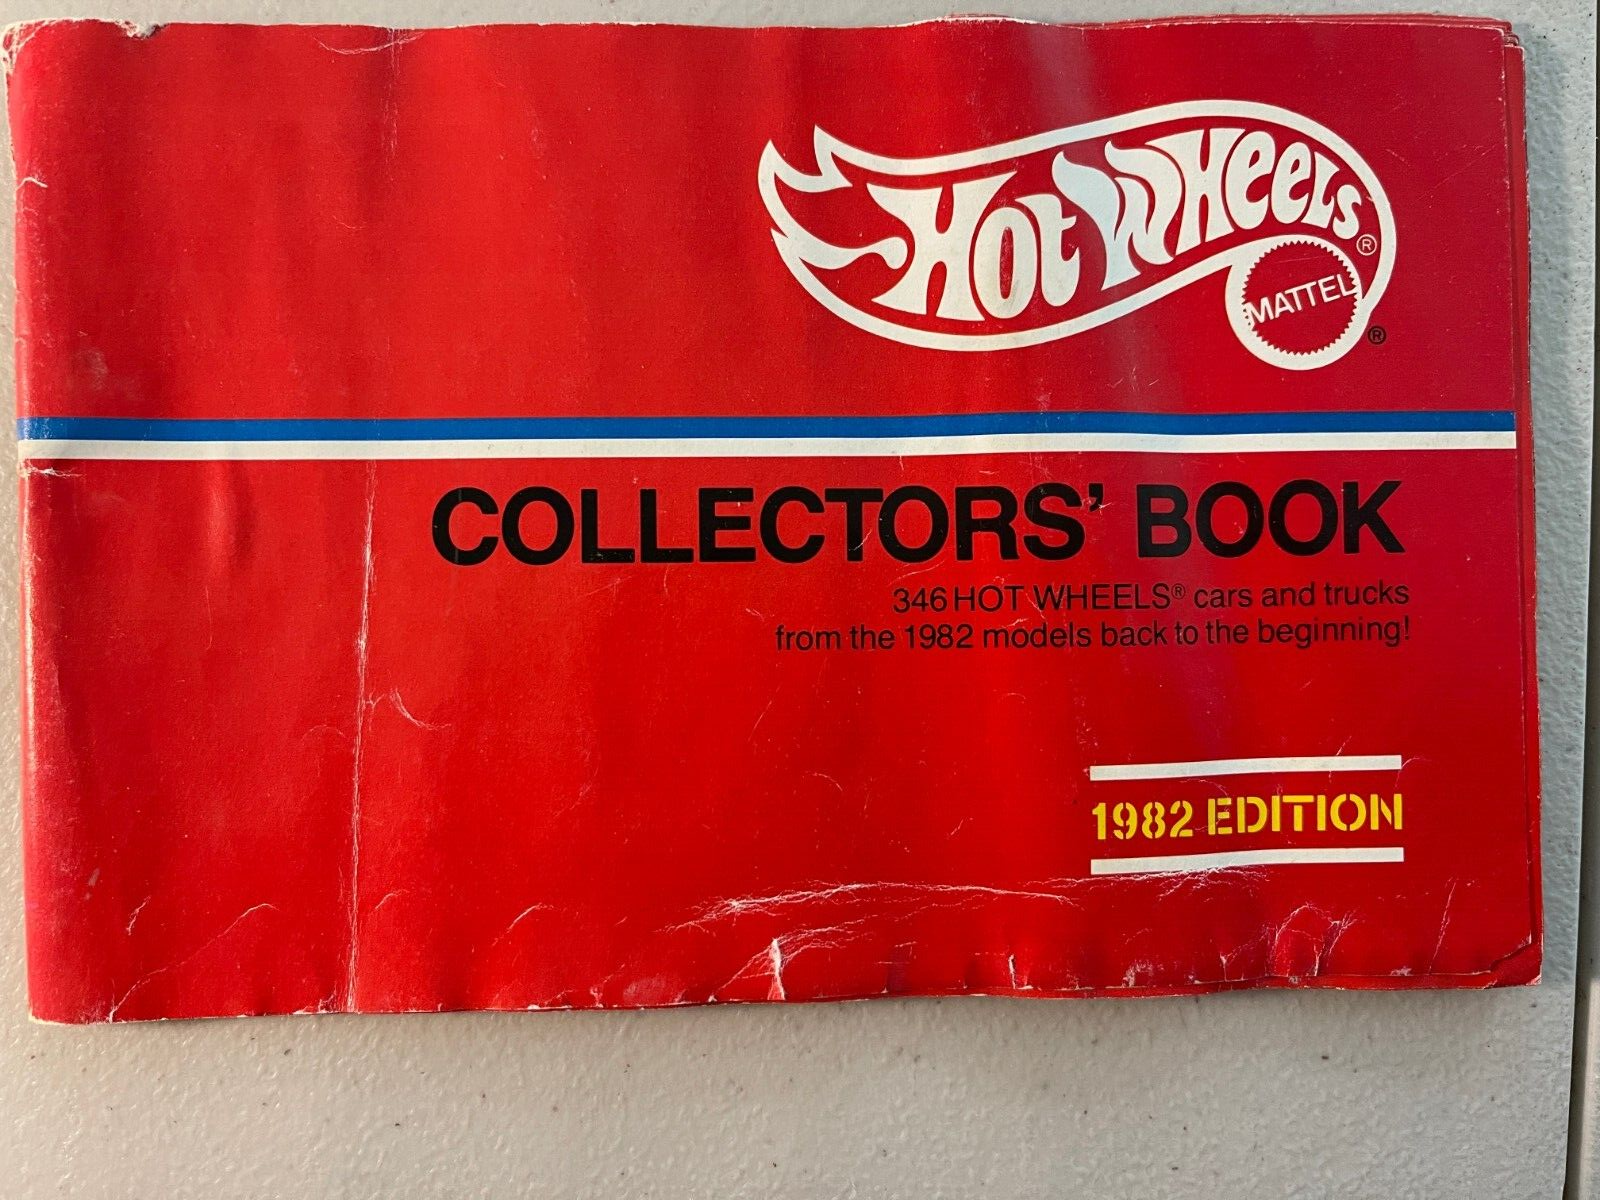 HOT WHEELS®
MATTEL®
COLLECTORS' BOOK
346 HOT WHEELS® cars and trucks
from the 1982 models back to the beginning!
1982 EDITION